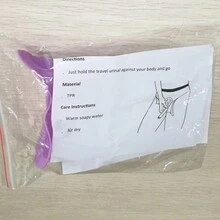 Directions
Just hold the travel urinal against your body and go
Material
TPR
Care Instructions
Warm soapy water
Air dry